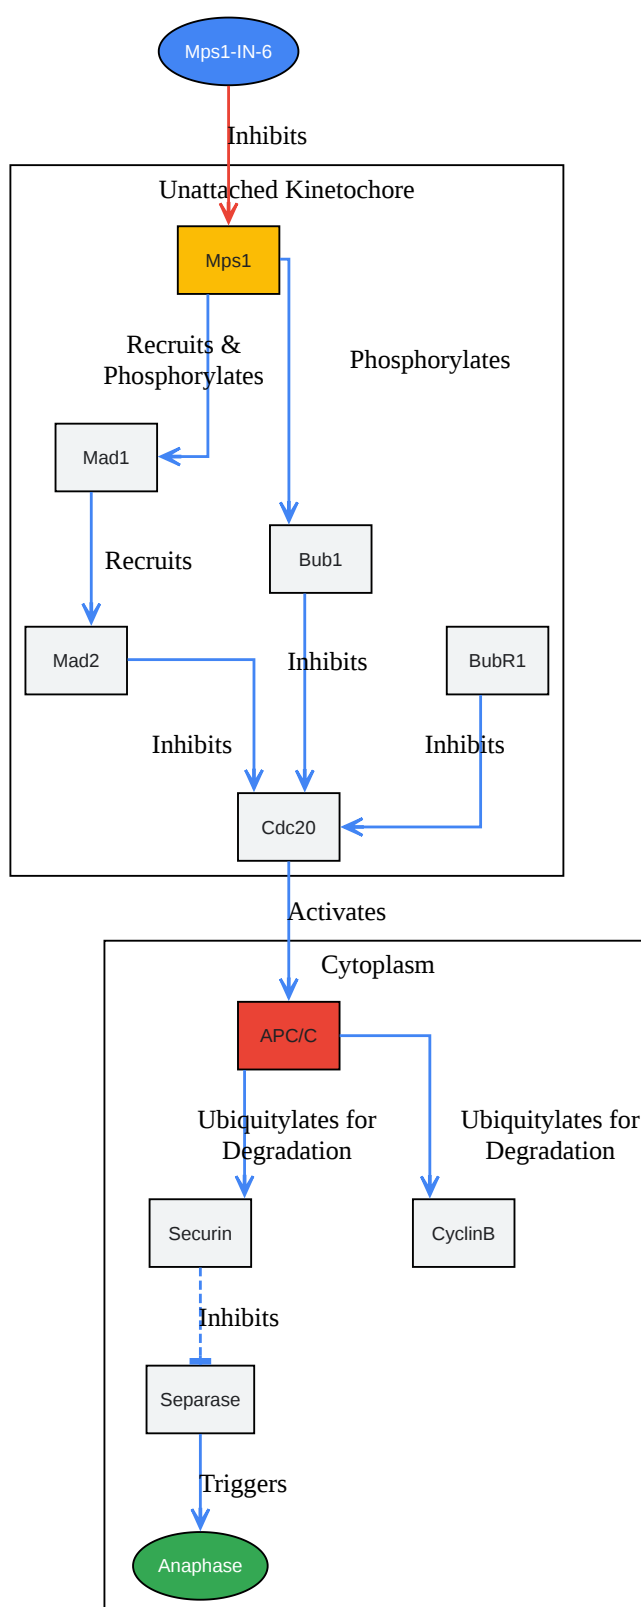 Mps1-IN-6
Inhibits
Unattached Kinetochore
Mps1
Recruits &
Phosphorylates
Phosphorylates
Mad1
Recruits
Bub1
Mad2
Inhibits
BubR1
Inhibits
Inhibits
Cdc20
Activates
Cytoplasm
APC/C
Ubiquitylates for
Degradation
Ubiquitylates for
Degradation
Securin
CyclinB
Inhibits
Separase
Triggers
Anaphase